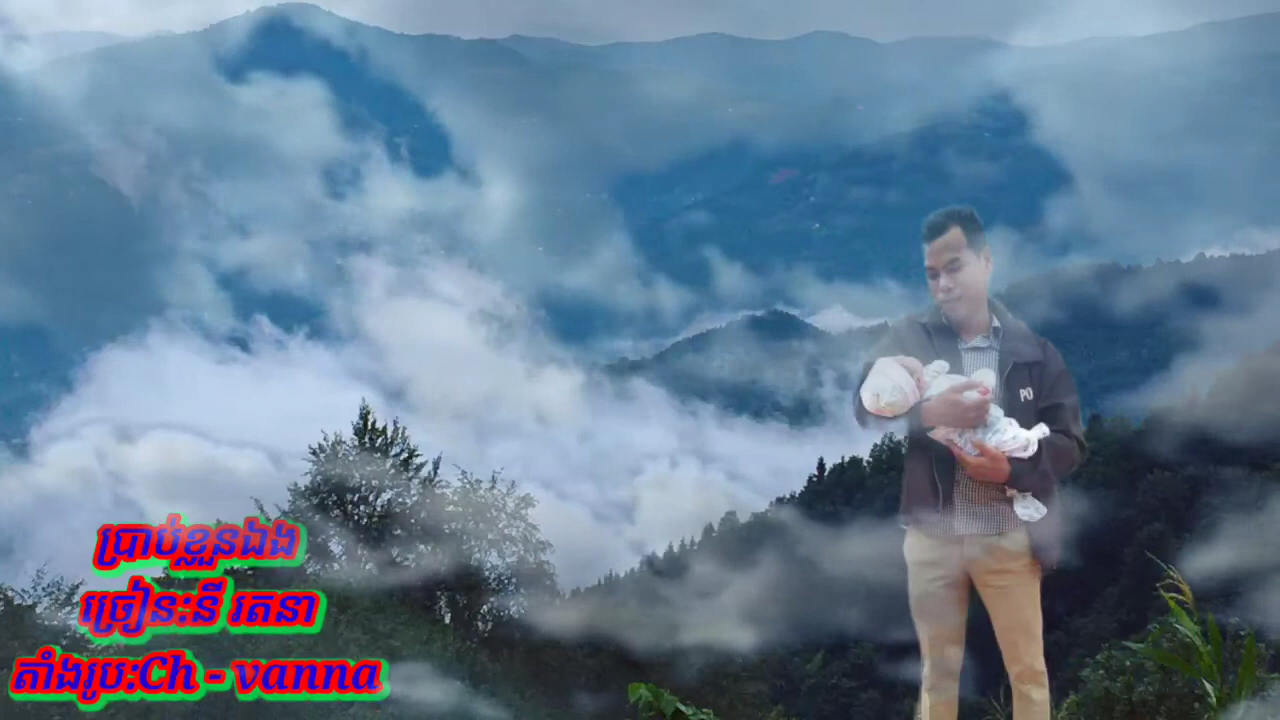 ប្រាប់ខ្លួនឯង
ច្រៀន:នី រតនា
តាំងរូប:Ch - vanna
PO